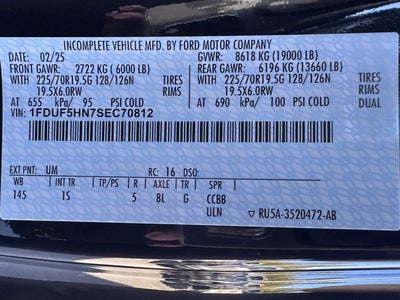 INCOMPLETE VEHICLE MFD. BY FORD MOTOR COMPANY
DATE: 02/25 GVWR: 8618 KG (19000 LB)
FRONT GAWR: 2722 KG (6000 LB) REAR GAWR: 6196 KG (13660 LB)
225/70R19.5G 128/126N TIRES WITH 225/70R19.5G 128/126N TIRES
19.5X6.0RW RIMS 19.5X6.0RW RIMS
AT 655 kPa/ 95 PSI COLD AT 690 kPa/ 100 PSI COLD DUAL
VIN: 1FDUF5HN7SEC70812
EXT PNT: UM RC: 16 DSO:
WB INT TR R AXLE TR SPR
145 1S 5 8L G CCBB
ULN RU5A-3520472-AB